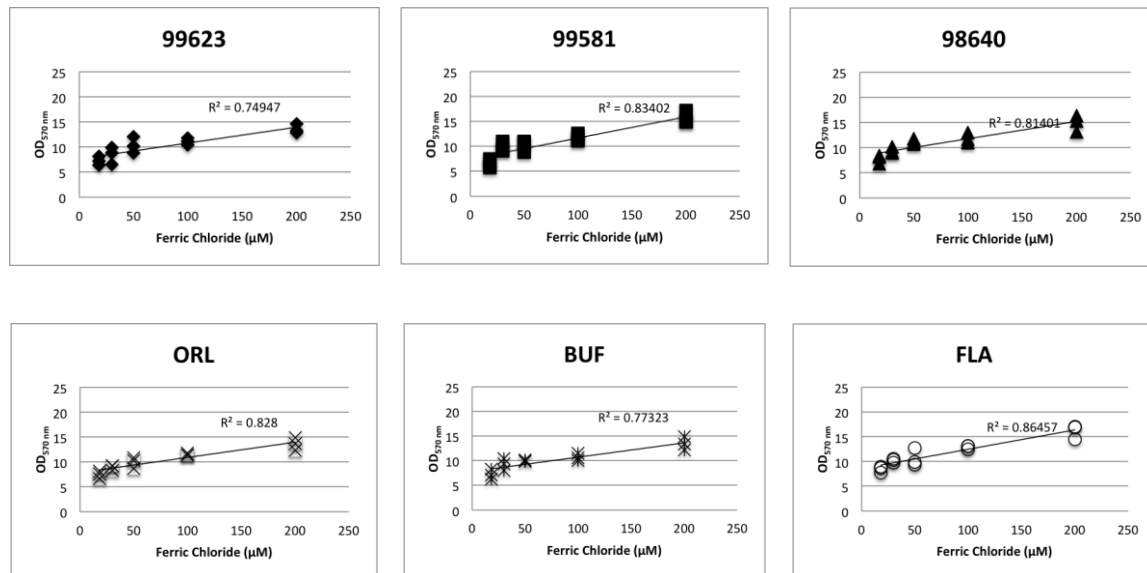 99623
25
20
15
10
5
0
OD570 nm
R² = 0.74947
0 50 100 150 200 250
Ferric Chloride (µM)
99581
25
20
15
10
5
0
OD570 nm
R² = 0.83402
0 50 100 150 200 250
Ferric Chloride (µM)
98640
25
20
15
10
5
0
OD570 nm
R² = 0.81401
0 50 100 150 200 250
Ferric Chloride (µM)
ORL
25
20
15
10
5
0
OD570 nm
R² = 0.828
0 50 100 150 200 250
Ferric Chloride (µM)
BUF
25
20
15
10
5
0
OD570 nm
R² = 0.77323
0 50 100 150 200 250
Ferric Chloride (µM)
FLA
25
20
15
10
5
0
OD570 nm
R² = 0.86457
0 50 100 150 200 250
Ferric Chloride (µM)